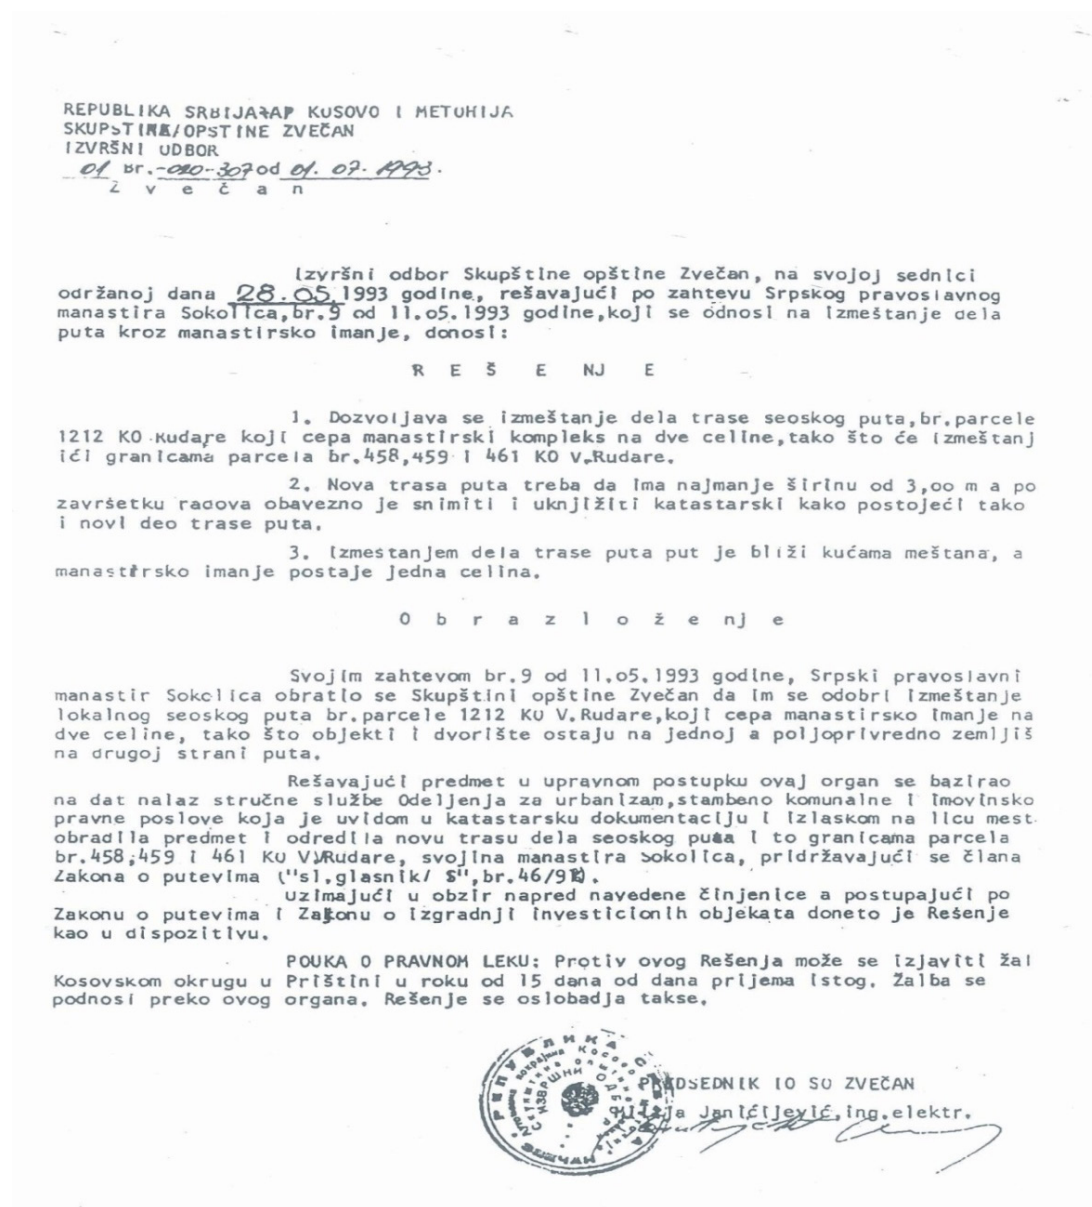 REPUBLIKA SRBIJA-AP KOSOVO I METOHIJA
SKUPŠTINA/OPSTINE ZVEČAN
IZVRŠNI ODBOR
01 Br.-020-307 od 01. 07. 1993.
Z v e č a n
Izvršni odbor Skupštine opštine Zvečan, na svojoj sednici
održanoj dana 28.05.1993 godine, rešavajući po zahtevu Srpskog pravoslavnog
manastira Sokolica,br.9 od 11.o5.1993 godine,koji se odnosi na izmeštanje dela
puta kroz manastirsko imanje, donosi:
R E Š E NJ E
1. Dozvoljava se izmeštanje dela trase seoskog puta,br.parcele
1212 KO Rudare koji cepa manastirski kompleks na dve celine,tako što će izmeštanj
ići granicama parcela br.458,459 i 461 KO V.Rudare.
2. Nova trasa puta treba da ima najmanje širinu od 3,oo m a po
završetku radova obavezno je snimiti i uknjižiti katastarski kako postojeći tako
i novi deo trase puta.
3. Izmeštanjem dela trase puta put je bliži kućama meštana, a
manastirsko imanje postaje jedna celina.
O b r a z l o ž e nj e
Svojim zahtevom br.9 od 11.o5.1993 godine, Srpski pravoslavni
manastir Sokolica obratio se Skupštini opštine Zvečan da im se odobri izmeštanje
lokalnog seoskog puta br.parcele 1212 KO V.Rudare,koji cepa manastirsko imanje na
dve celine, tako što objekti i dvorište ostaju na jednoj a poljoprivredno zemljiš
na drugoj strani puta.
Rešavajući predmet u upravnom postupku ovaj organ se bazirao
na dat nalaz stručne službe Odeljenja za urbanizam,stambeno komunalne i imovinsko
pravne poslove koja je uvidom u katastarsku dokumentaciju i izlaskom na licu mest
obradila predmet i odredila novu trasu dela seoskog puta i to granicama parcela
br.458,459 i 461 KO V.Rudare, svojina manastira Sokolica, pridržavajući se člana
Zakona o putevima ("sl.glasnik/ S",br.46/91).
Uzimajući u obzir napred navedene činjenice a postupajući po
Zakonu o putevima i Zakonu o izgradnji investicionih objekata doneto je Rešenje
kao u dispozitivu.
POUKA O PRAVNOM LEKU: Protiv ovog Rešenja može se izjaviti žal
Kosovskom okrugu u Prištini u roku od 15 dana od dana prijema istog. Žalba se
podnosi preko ovog organa. Rešenje se oslobadja takse.
РЕПУБЛИКА
ИЗВРШНИ ОДБОР
PREDSEDNIK IO SO ZVEČAN
Janićijević,ing.elektr.